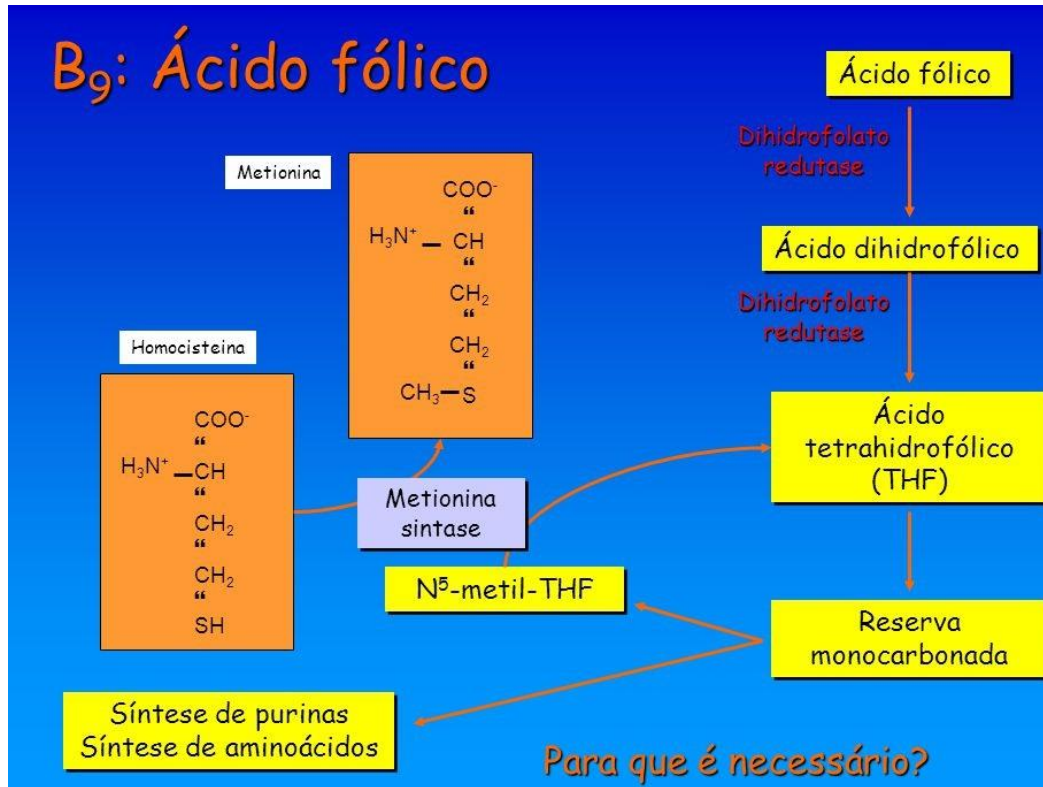 B₉: Ácido fólico
Ácido fólico
Dihidrofolato
redutase
Ácido dihidrofólico
Dihidrofolato
redutase
Ácido
tetrahidrofólico
(THF)
Reserva
monocarbonada
Metionina
COO⁻
H₃N⁺ CH
CH₂
CH₂
CH₃ S
Homocisteina
COO⁻
H₃N⁺ CH
CH₂
CH₂
SH
Metionina
sintase
N⁵-metil-THF
Síntese de purinas
Síntese de aminoácidos
Para que é necessário?